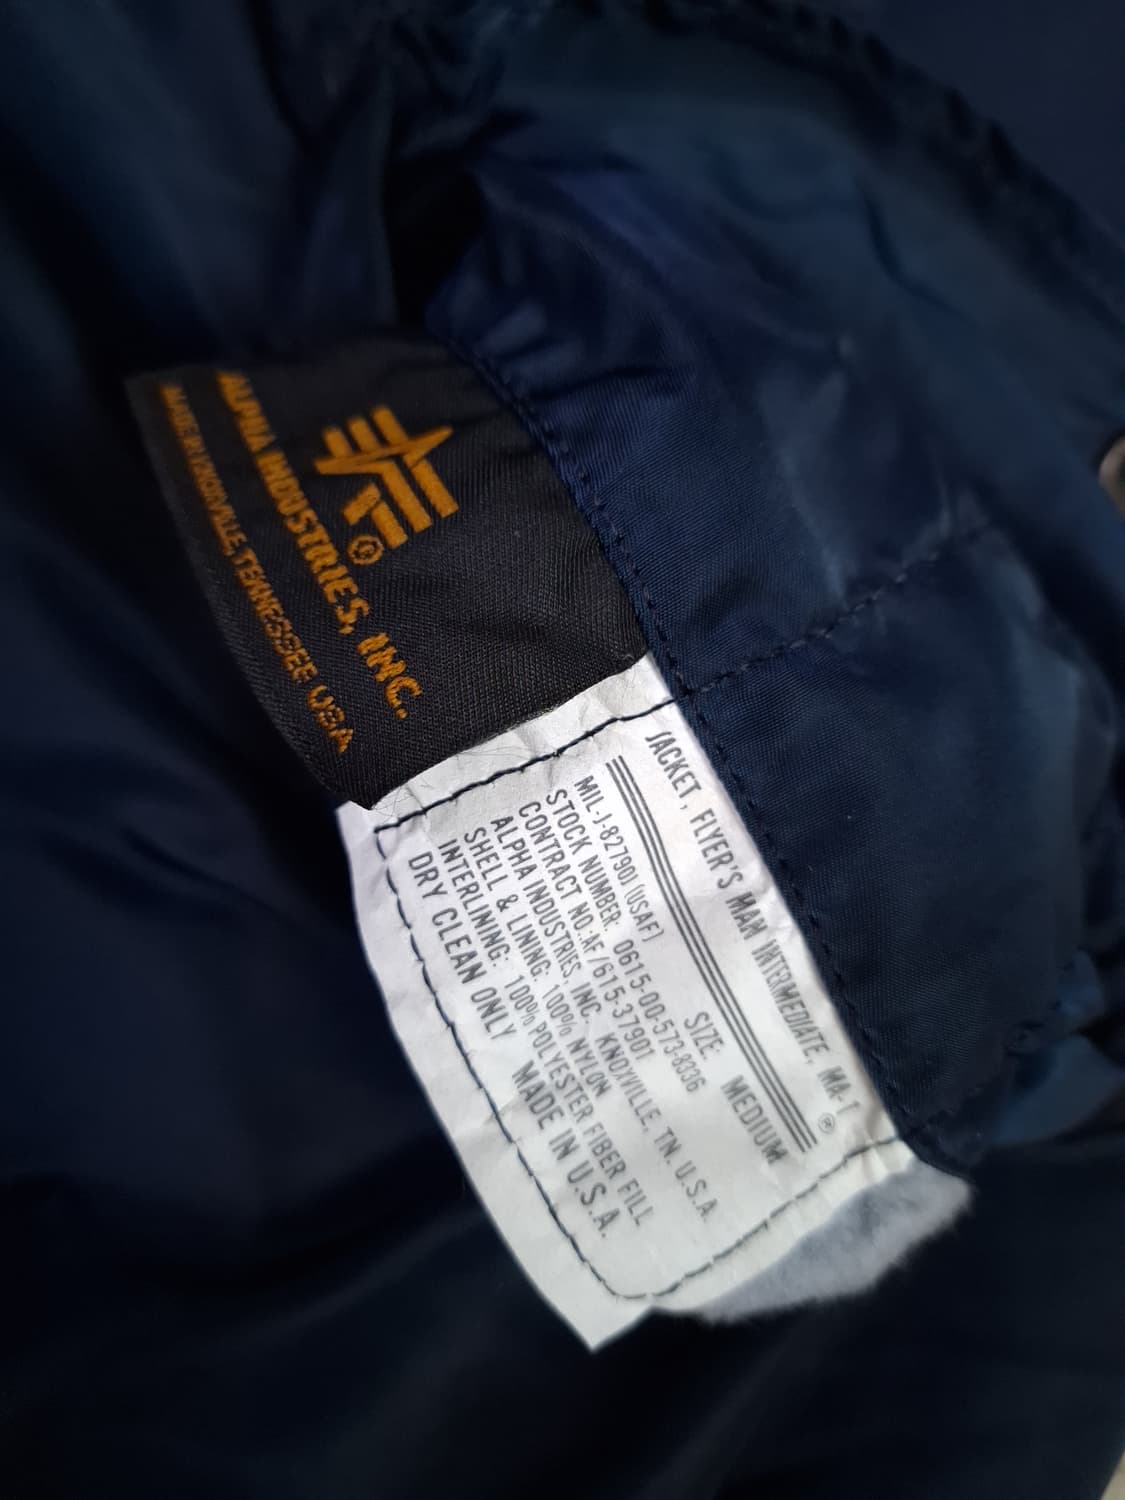 ALPHA INDUSTRIES, INC.
MADE IN KNOXVILLE, TENNESSEE USA
JACKET, FLYER'S MAN INTERMEDIATE, MA-1
®
SIZE: MEDIUM
MIL-J-82790J (USAF)
STOCK NUMBER: 0615-00-573-8336
CONTRACT NO: AF/615-37901
ALPHA INDUSTRIES, INC. KNOXVILLE, TN. U.S.A.
SHELL & LINING: 100% NYLON
INTERLINING: 100% POLYESTER FIBER FILL
DRY CLEAN ONLY MADE IN U.S.A.